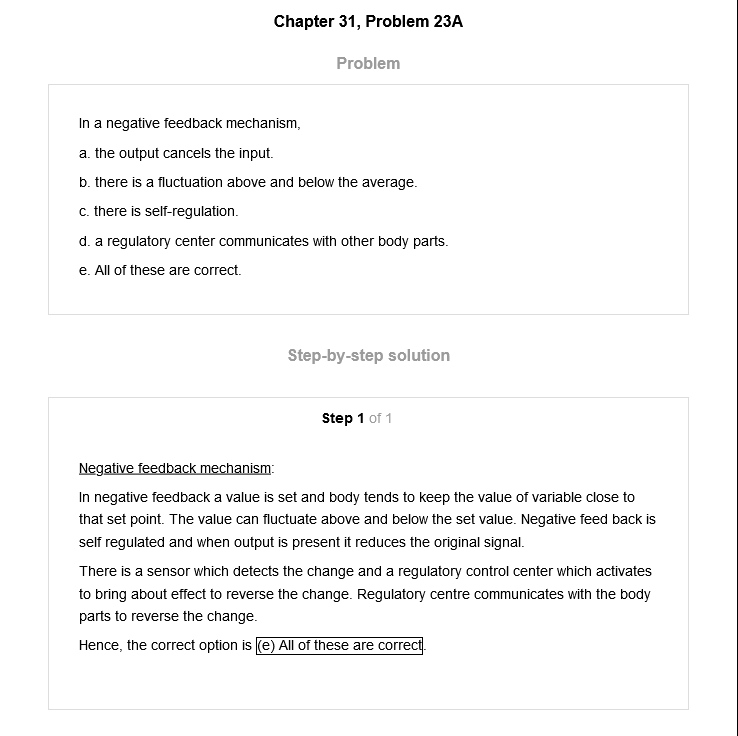 Chapter 31, Problem 23A
Problem
In a negative feedback mechanism,
a. the output cancels the input.
b. there is a fluctuation above and below the average.
c. there is self-regulation.
d. a regulatory center communicates with other body parts.
e. All of these are correct.
Step-by-step solution
Step 1 of 1
Negative feedback mechanism:
In negative feedback a value is set and body tends to keep the value of variable close to
that set point. The value can fluctuate above and below the set value. Negative feed back is
self regulated and when output is present it reduces the original signal.
There is a sensor which detects the change and a regulatory control center which activates
to bring about effect to reverse the change. Regulatory centre communicates with the body
parts to reverse the change.
Hence, the correct option is (e) All of these are correct.